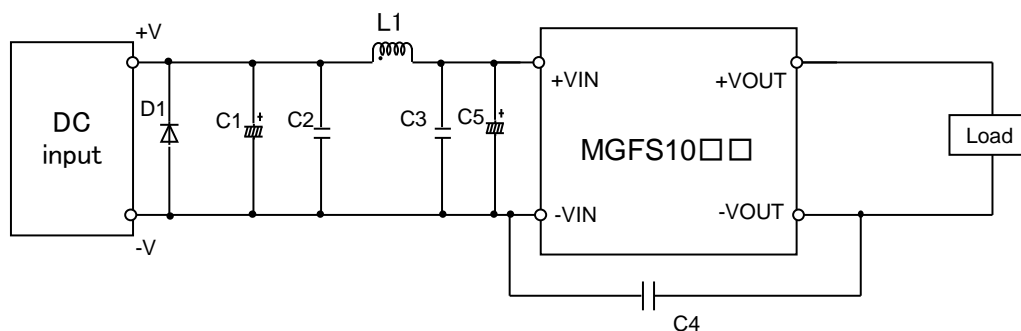 +V
L1
DC
input
D1
C1
+
C2
C3
C5
+
+VIN
+VOUT
MGFS10□□
Load
-VIN
-VOUT
-V
C4